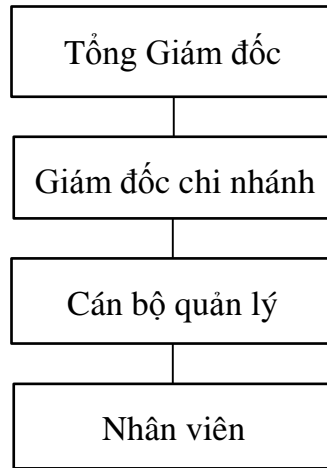 Tổng Giám đốc
Giám đốc chi nhánh
Cán bộ quản lý
Nhân viên